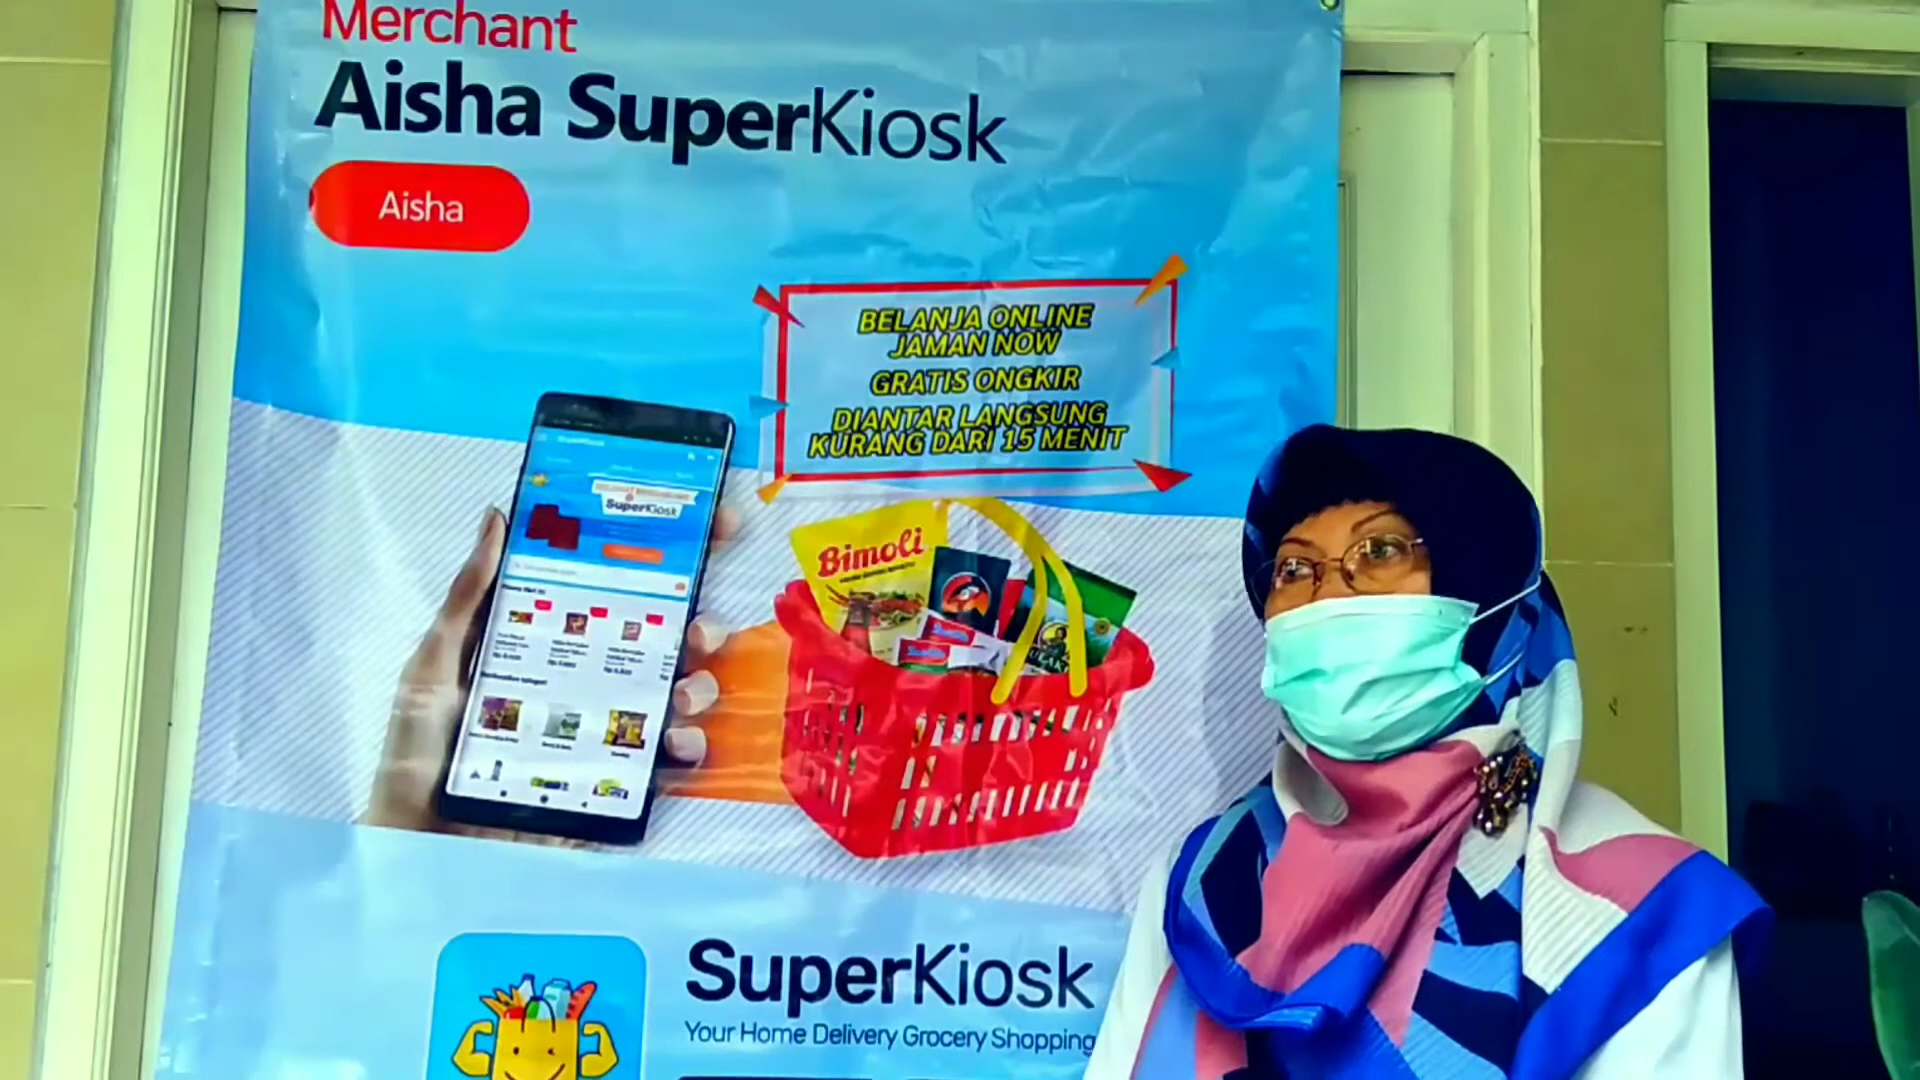 Merchant
Aisha SuperKiosk
Aisha
BELANJA ONLINE
JAMAN NOW
GRATIS ONGKIR
DIANTAR LANGSUNG
KURANG DARI 15 MENIT
SuperKiosk
Bimoli
SuperKiosk
Your Home Delivery Grocery Shopping